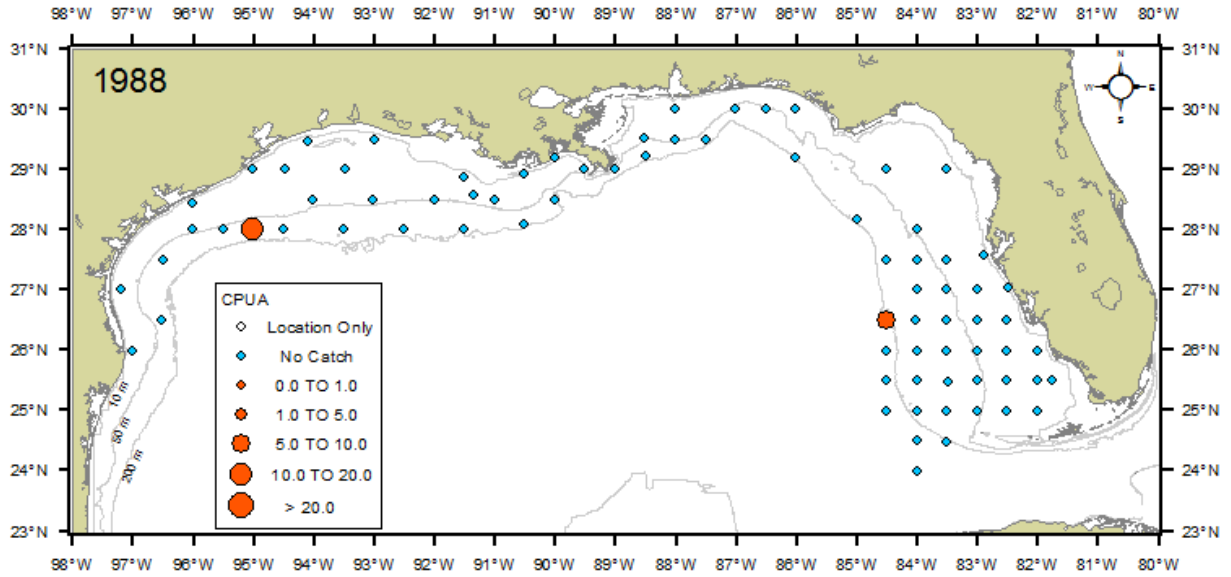 98°W 97°W 96°W 95°W 94°W 93°W 92°W 91°W 90°W 89°W 88°W 87°W 86°W 85°W 84°W 83°W 82°W 81°W 80°W
31°N 31°N
1988
N
W E
S
30°N 30°N
29°N 29°N
28°N 28°N
27°N 27°N
CPUA
Location Only
No Catch
0.0 TO 1.0
1.0 TO 5.0
5.0 TO 10.0
10.0 TO 20.0
> 20.0
26°N 26°N
10 m
50 m
200 m
25°N 25°N
24°N 24°N
23°N 23°N
98°W 97°W 96°W 95°W 94°W 93°W 92°W 91°W 90°W 89°W 88°W 87°W 86°W 85°W 84°W 83°W 82°W 81°W 80°W